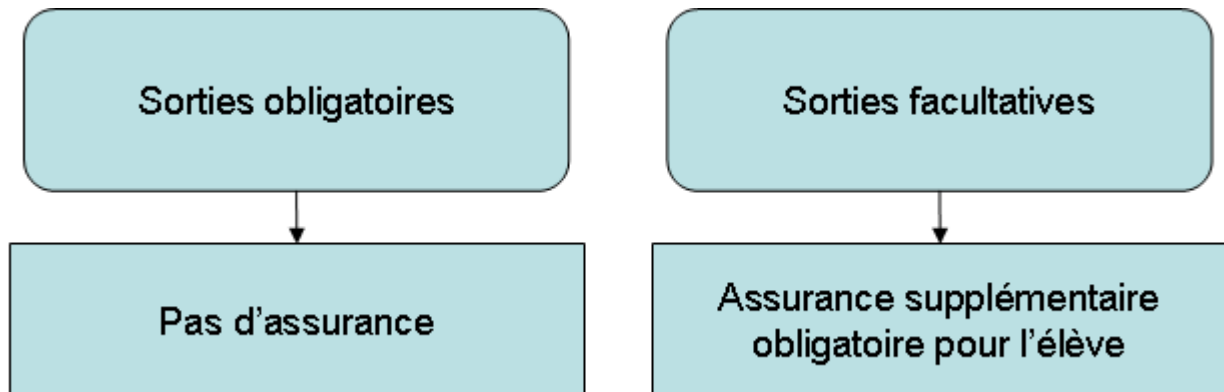 Sorties obligatoires
Sorties facultatives
Pas d'assurance
Assurance supplémentaire
obligatoire pour l'élève